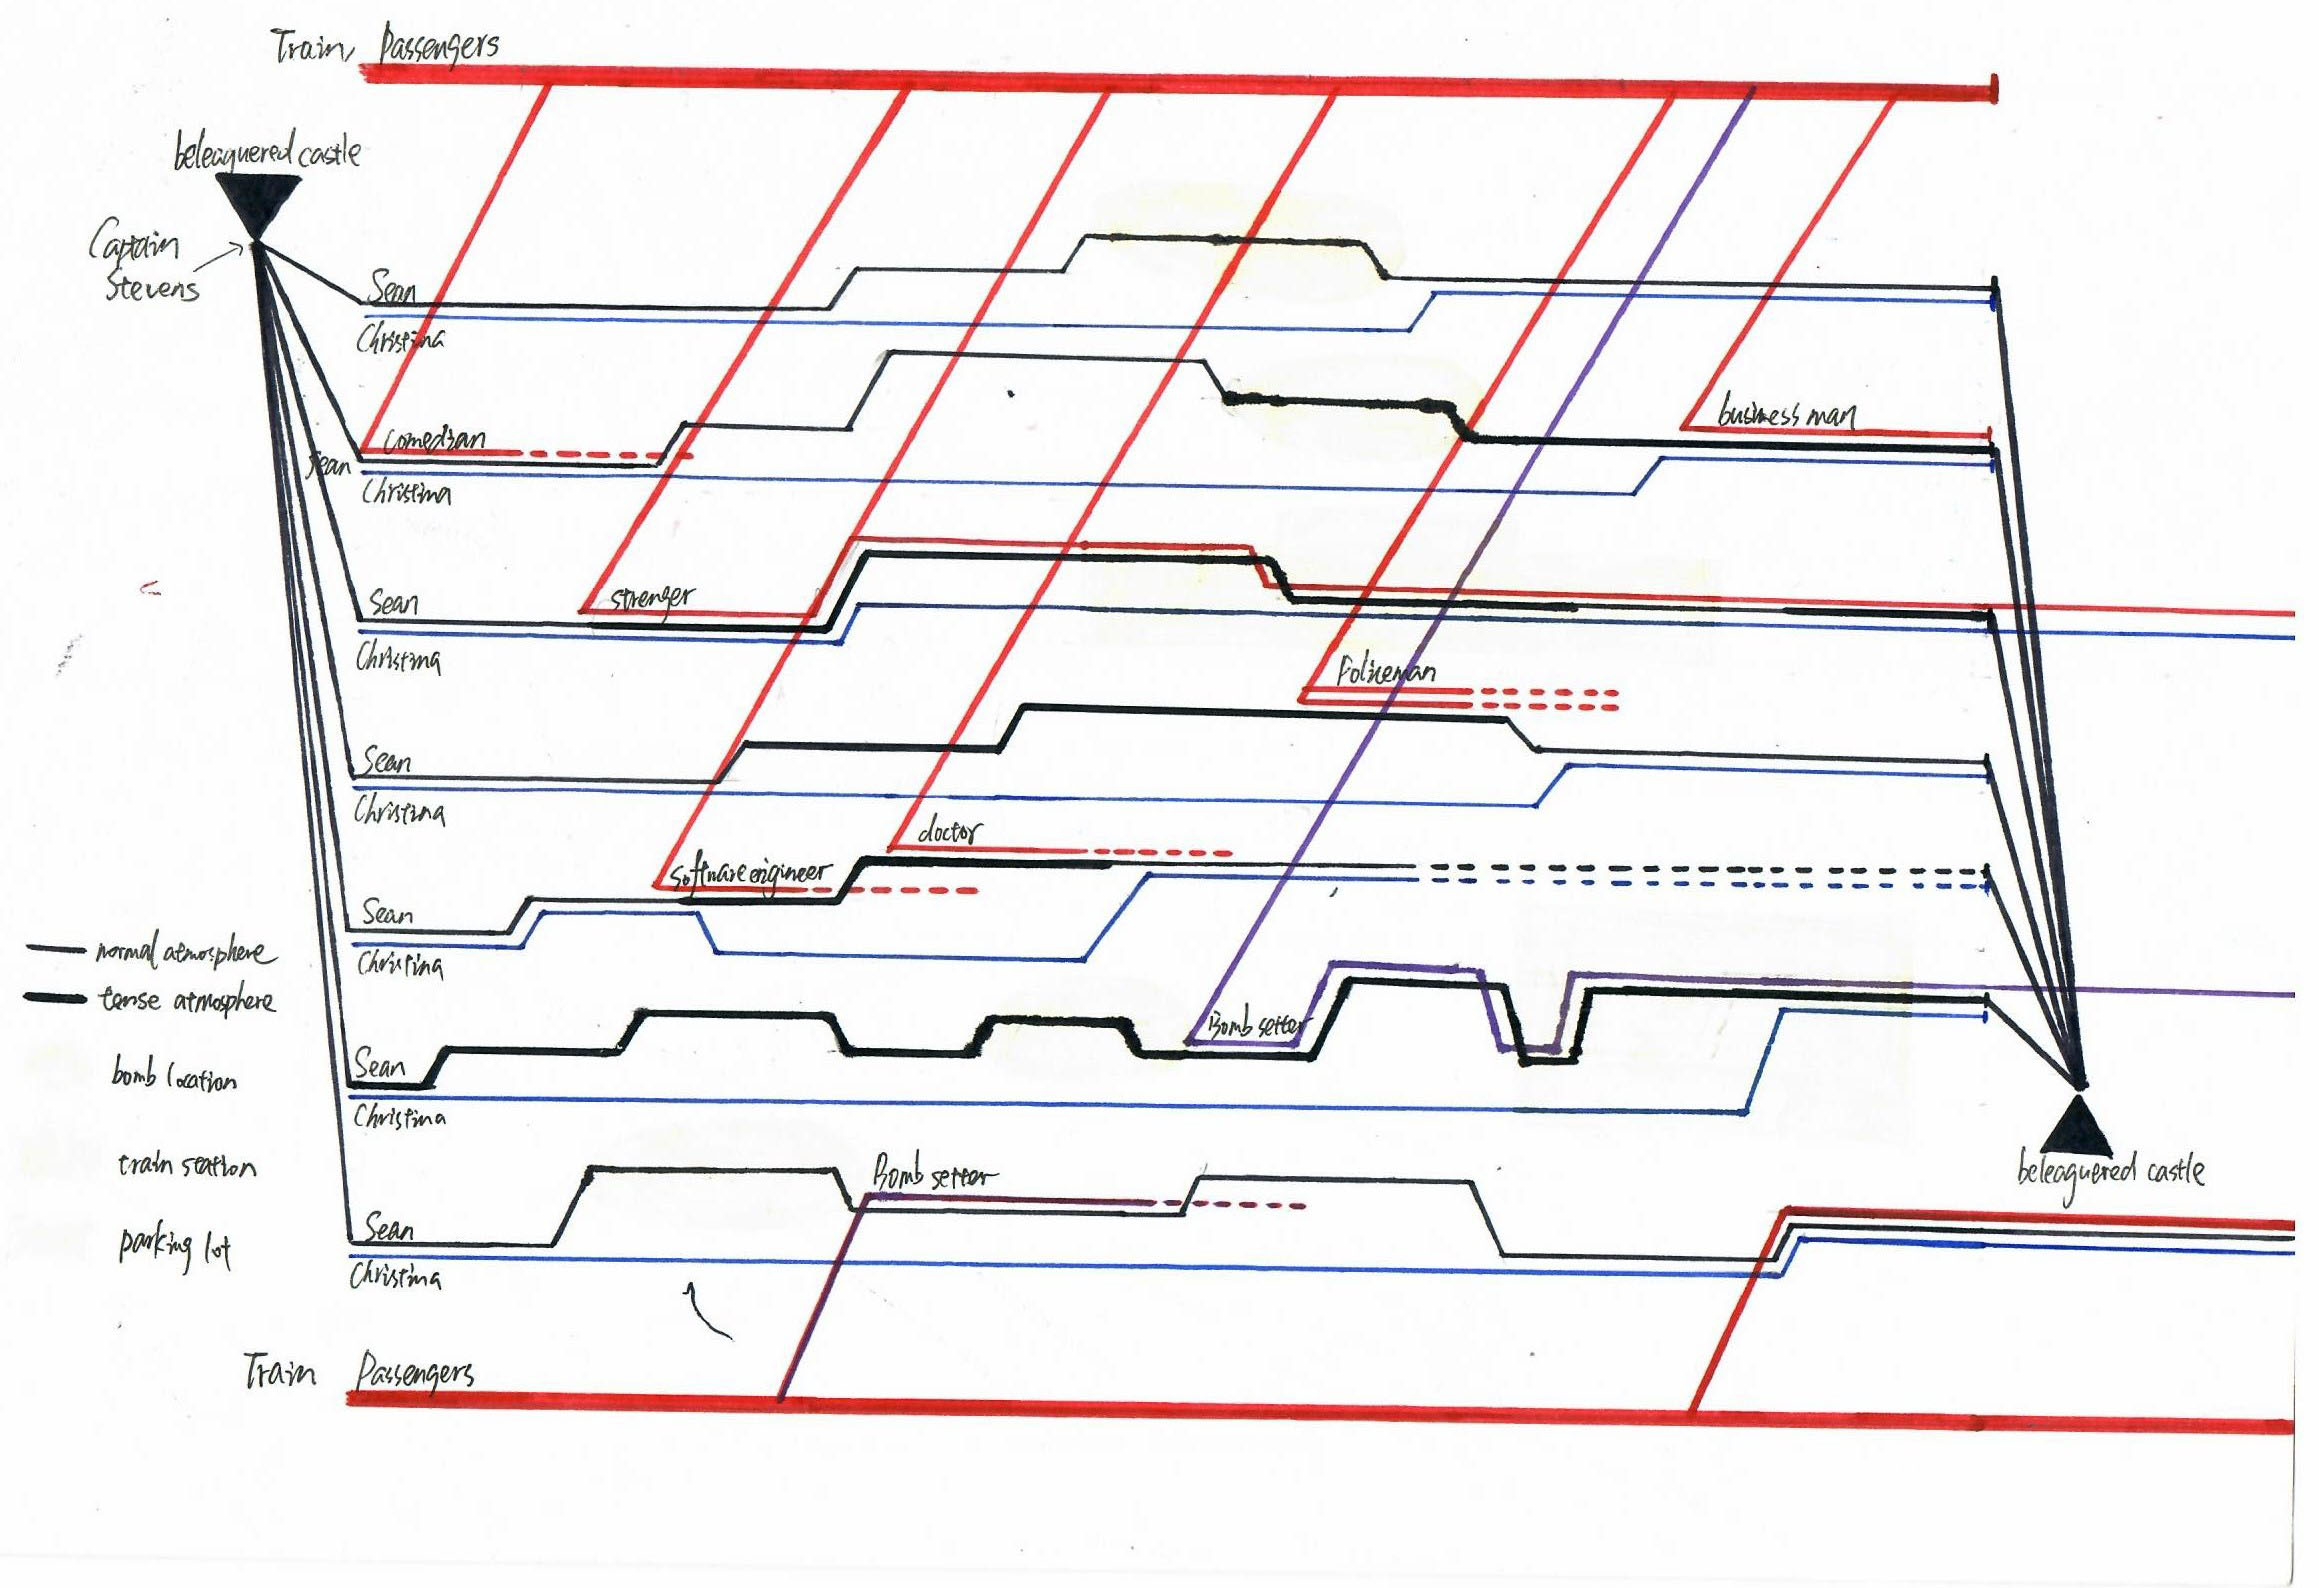 Train Passengers
beleaguered castle
Captain
Stevens
Sean
Christina
business man
Comedian
Sean
Christina
strenger
Sean
Christina
Policeman
Sean
Christina
doctor
software engineer
Sean
Christina
normal atmosphere
tense atmosphere
Bomb setter
Sean
bomb location
Christina
train station
beleaguered castle
Bomb setter
Sean
parking lot
Christina
Train Passengers